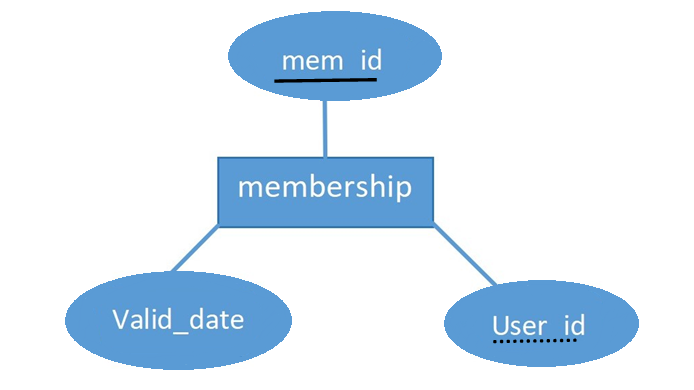 mem_id
membership
Valid_date
User_id